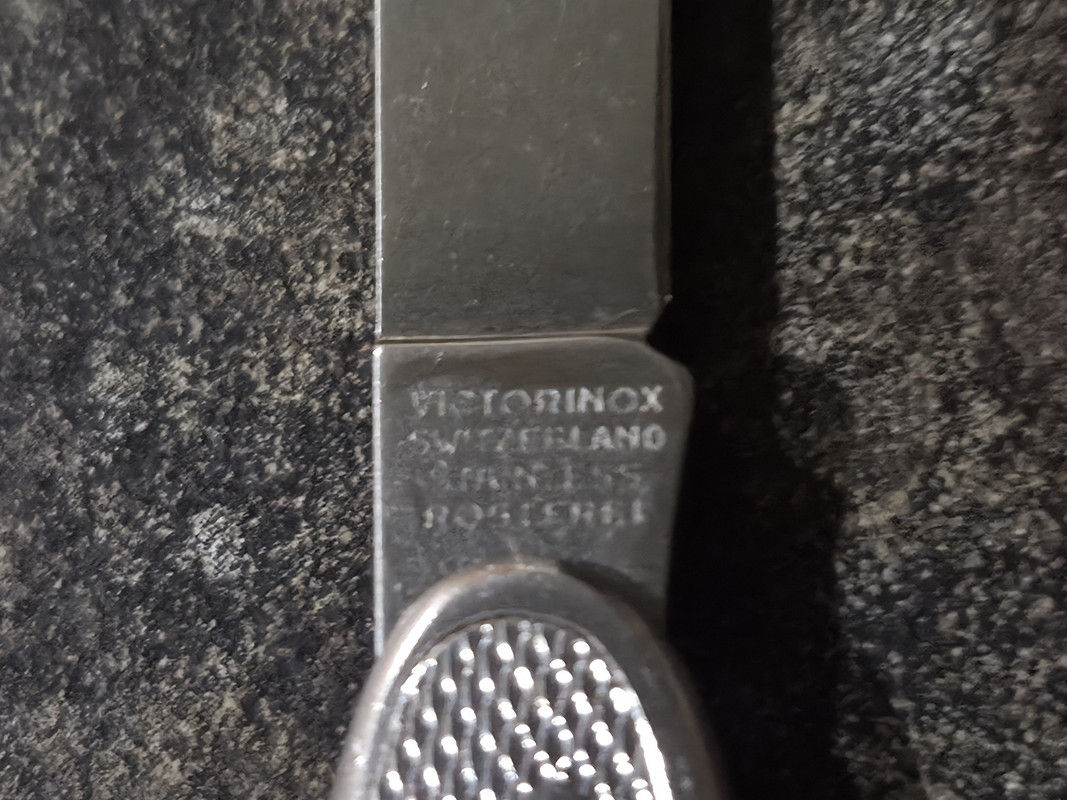 VICTORINOX
SWITZERLAND
STAINLESS
ROSTFREI